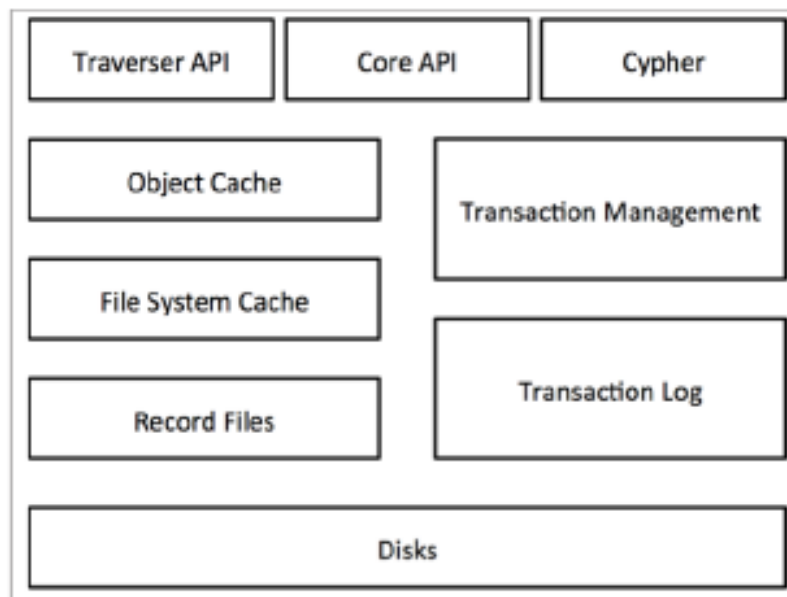 Traverser API
Core API
Cypher
Object Cache
Transaction Management
File System Cache
Transaction Log
Record Files
Disks